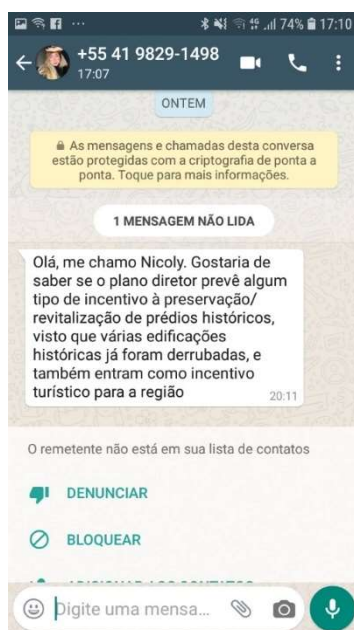 74% 17:10
+55 41 9829-1498
17:07
ONTEM
As mensagens e chamadas desta conversa
estão protegidas com a criptografia de ponta a
ponta. Toque para mais informações.
1 MENSAGEM NÃO LIDA
Olá, me chamo Nicoly. Gostaria de
saber se o plano diretor prevê algum
tipo de incentivo à preservação/
revitalização de prédios históricos,
visto que várias edificações
históricas já foram derrubadas, e
também entram como incentivo
turístico para a região
20:11
O remetente não está em sua lista de contatos
DENUNCIAR
BLOQUEAR
Digite uma mensa...